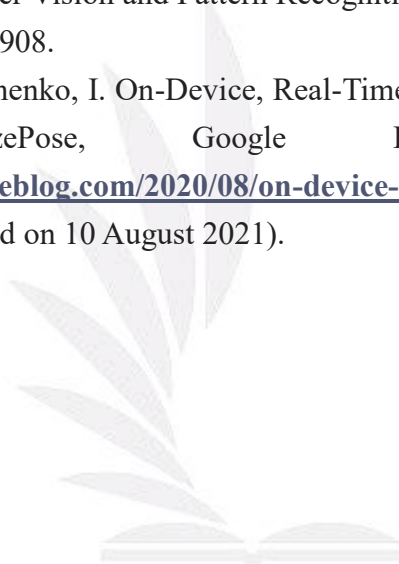 er Vision and Pattern Recogniti
908.
nenko, I. On-Device, Real-Time
zePose, Google
eblog.com/2020/08/on-device-
d on 10 August 2021).